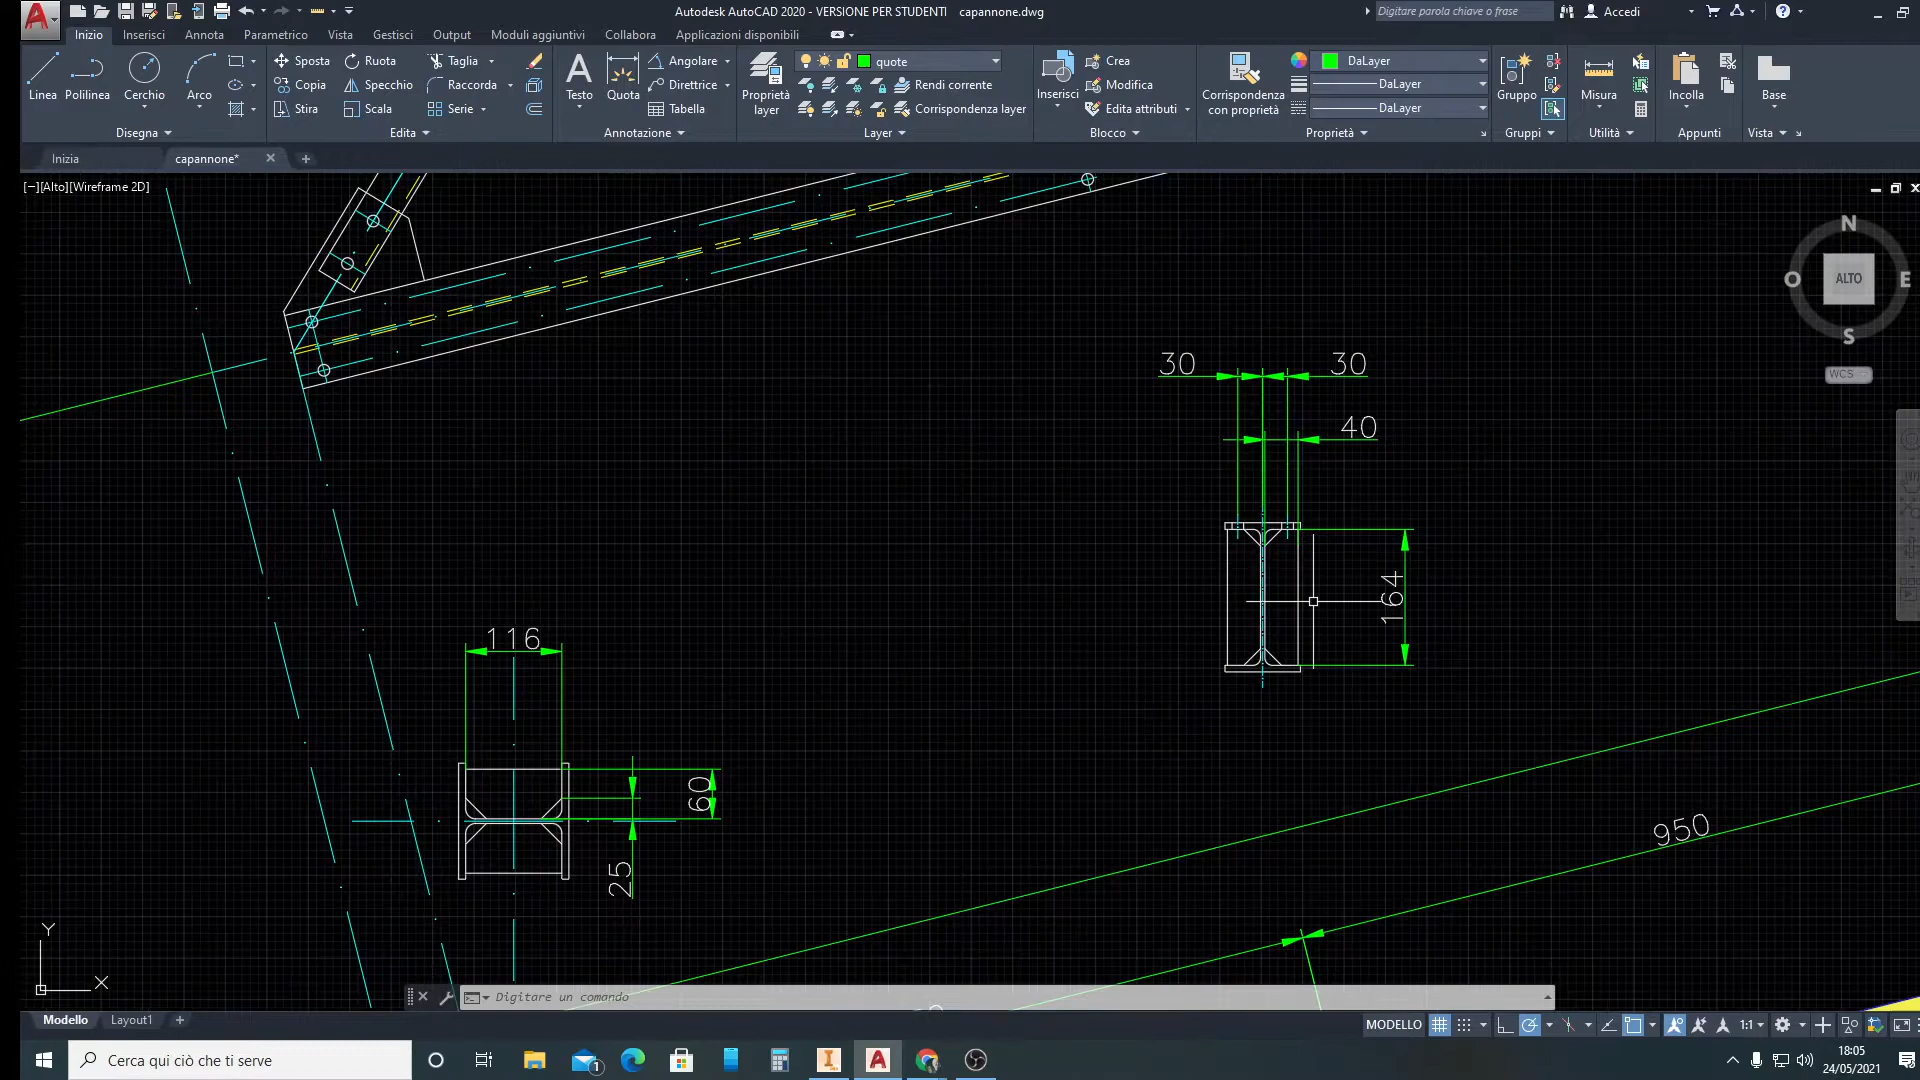 Autodesk AutoCAD 2020 - VERSIONE PER STUDENTI capannone.dwg
Digitare parola chiave o frase
Accedi
Inizio Inserisci Annota Parametrico Vista Gestisci Output Moduli aggiuntivi Collabora Applicazioni disponibili
Linea Polilinea Cerchio Arco
Sposta Ruota Taglia
Copia Specchio Raccorda
Stira Scala Serie
Testo Quota
Angolare
Direttrice
Tabella
Proprietà layer
quote
Rendi corrente
Corrispondenza layer
Inserisci
Crea
Modifica
Edita attributi
Corrispondenza con proprietà
DaLayer
DaLayer
DaLayer
Gruppo
Misura
Incolla
Base
Disegna Edita Annotazione Layer Blocco Proprietà Gruppi Utilità Appunti Vista
Inizia capannone*
[−][Alto][Wireframe 2D]
N
O ALTO E
S
WCS
30 30
40
164
116
60
25
950
Y
X
Digitare un comando
Modello Layout1
MODELLO 1:1
Cerca qui ciò che ti serve
1
18:05
24/05/2021